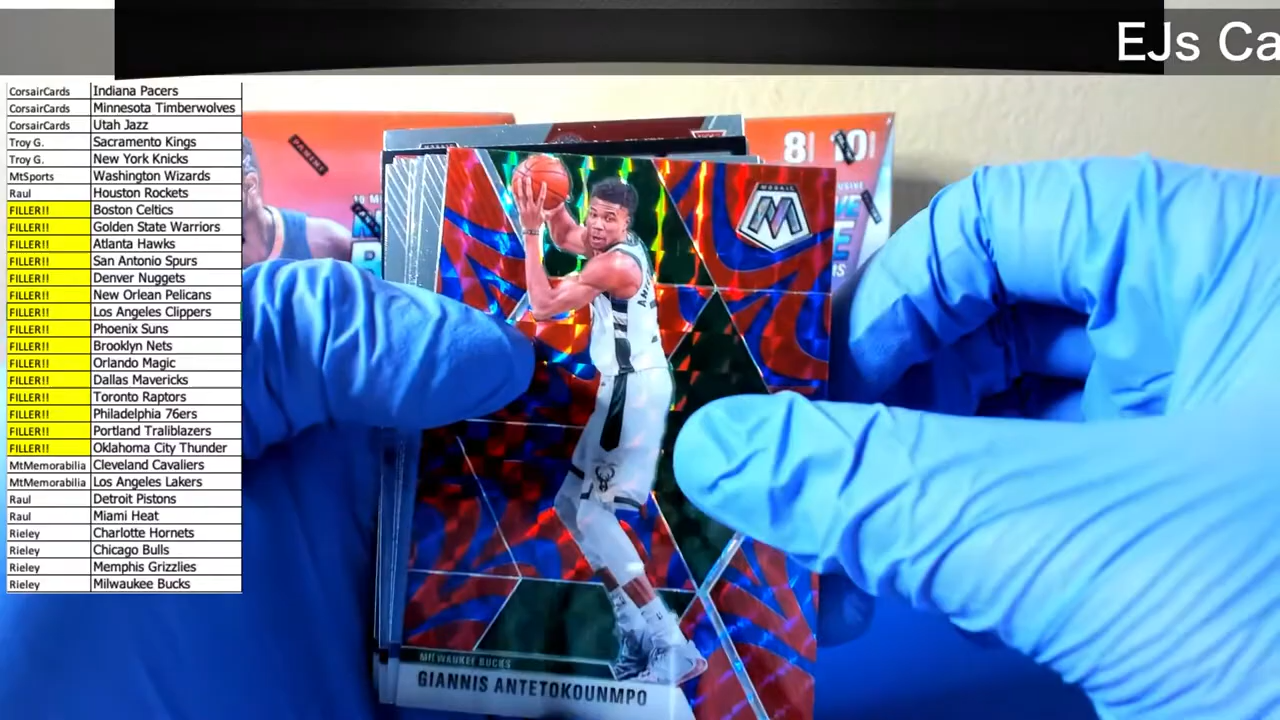 EJs Ca
CorsairCards Indiana Pacers
CorsairCards Minnesota Timberwolves
CorsairCards Utah Jazz
Troy G. Sacramento Kings
Troy G. New York Knicks
MtSports Washington Wizards
Raul Houston Rockets
FILLER!! Boston Celtics
FILLER!! Golden State Warriors
FILLER!! Atlanta Hawks
FILLER!! San Antonio Spurs
FILLER!! Denver Nuggets
FILLER!! New Orlean Pelicans
FILLER!! Los Angeles Clippers
FILLER!! Phoenix Suns
FILLER!! Brooklyn Nets
FILLER!! Orlando Magic
FILLER!! Dallas Mavericks
FILLER!! Toronto Raptors
FILLER!! Philadelphia 76ers
FILLER!! Portland Traliblazers
FILLER!! Oklahoma City Thunder
MtMemorabilia Cleveland Cavaliers
MtMemorabilia Los Angeles Lakers
Raul Detroit Pistons
Raul Miami Heat
Rieley Charlotte Hornets
Rieley Chicago Bulls
Rieley Memphis Grizzlies
Rieley Milwaukee Bucks
PANINI
8 10
MOSAIC
MILWAUKEE BUCKS
GIANNIS ANTETOKOUNMPO